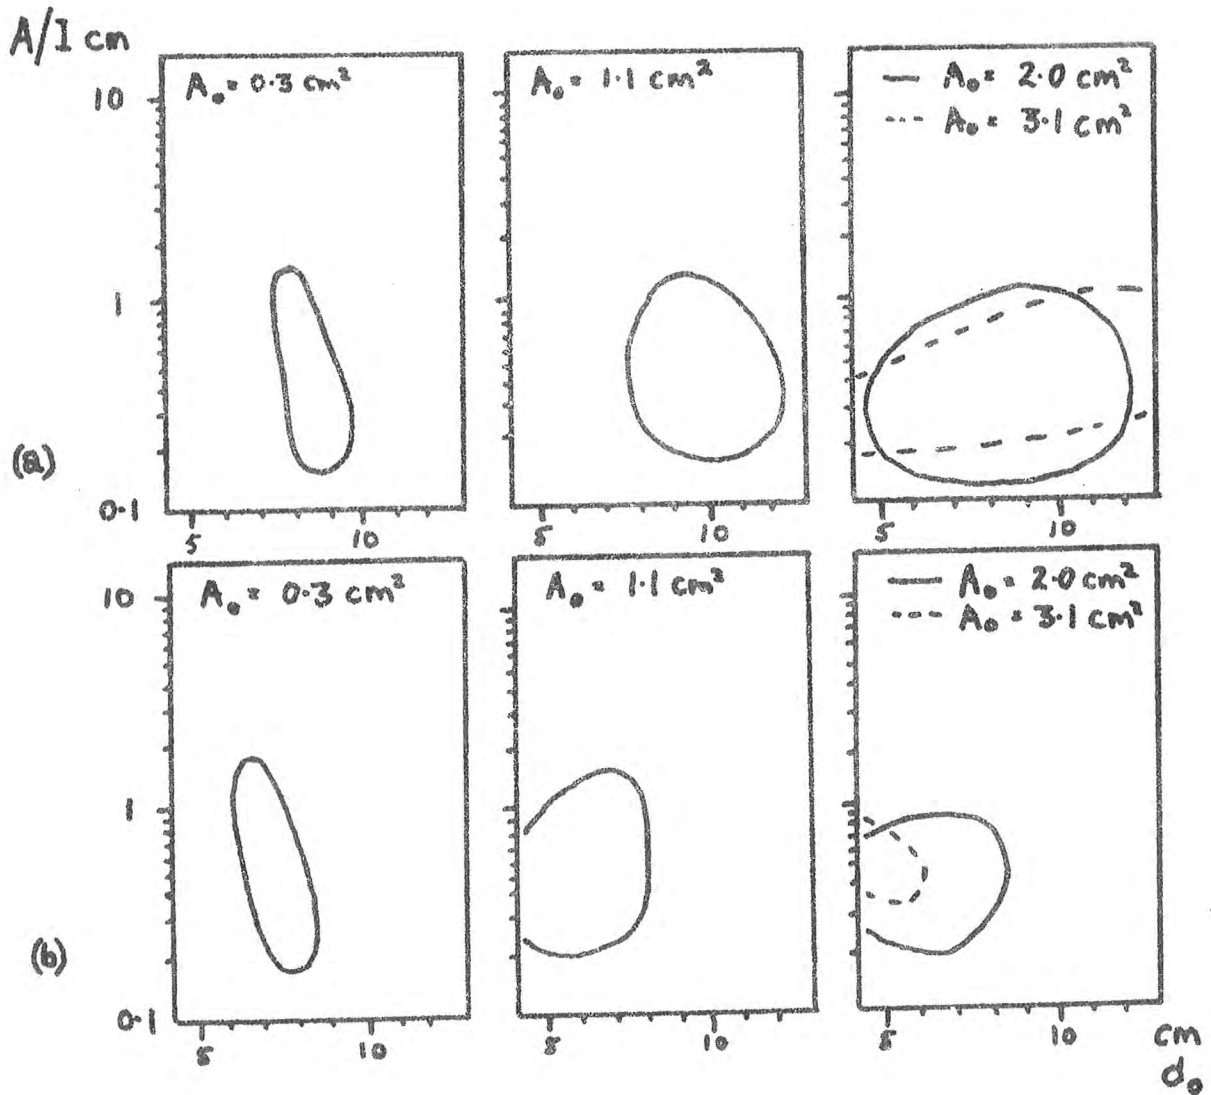 A/I cm
10
1
0.1
(a)
A₀ = 0.3 cm²
A₀ = 1.1 cm²
— A₀ = 2.0 cm²
--- A₀ = 3.1 cm²
5 10
5 10
5 10
10
1
0.1
(b)
A₀ = 0.3 cm²
A₀ = 1.1 cm²
— A₀ = 2.0 cm²
--- A₀ = 3.1 cm²
5 10
5 10
5 10 cm
d₀